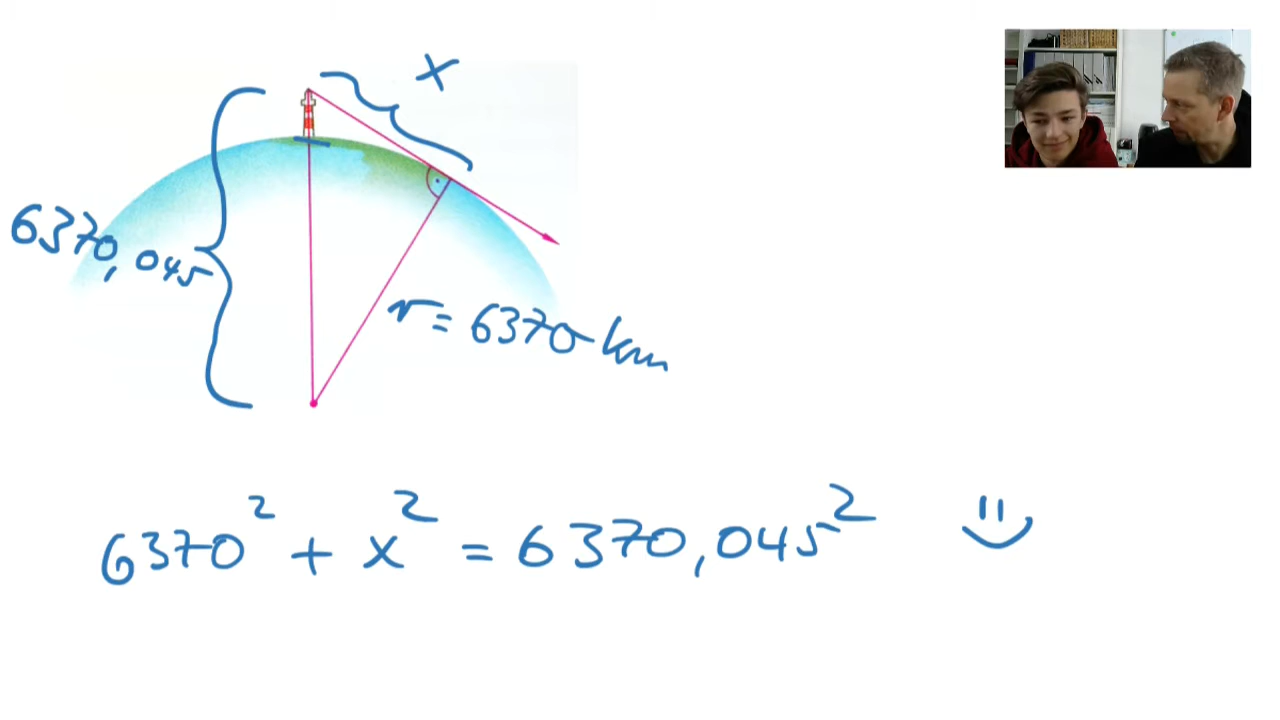 x
6370,045
r = 6370 km
6370² + x² = 6370,045²